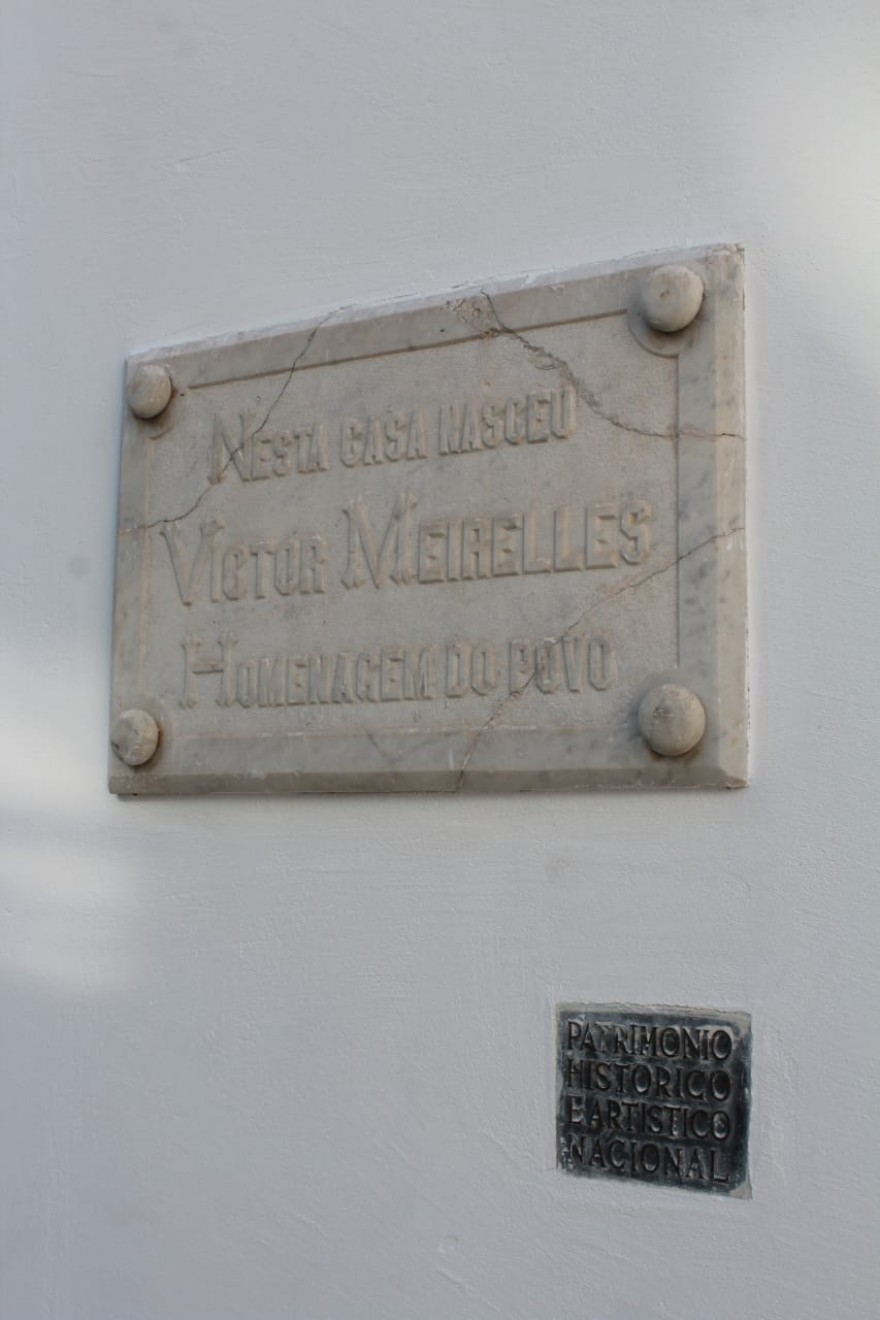 NESTA CASA NASCEU
VICTOR MEIRELLES
HOMENAGEM DO POVO
PATRIMONIO
HISTORICO
E ARTISTICO
NACIONAL